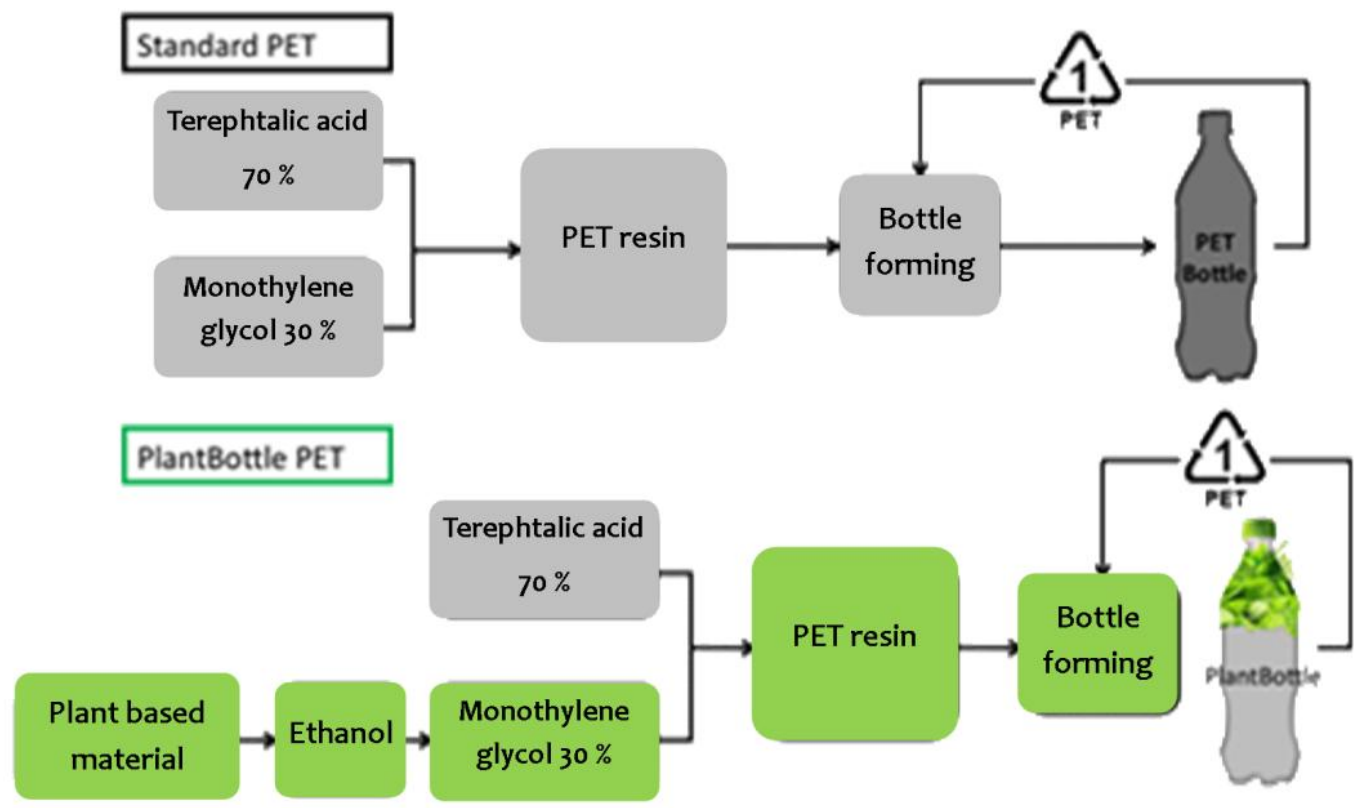 Standard PET
Terephtalic acid
70 %
Monothylene
glycol 30 %
PET resin
Bottle
forming
1
PET
PET
Bottle
PlantBottle PET
Terephtalic acid
70 %
Plant based
material
Ethanol
Monothylene
glycol 30 %
PET resin
Bottle
forming
1
PET
PlantBottle